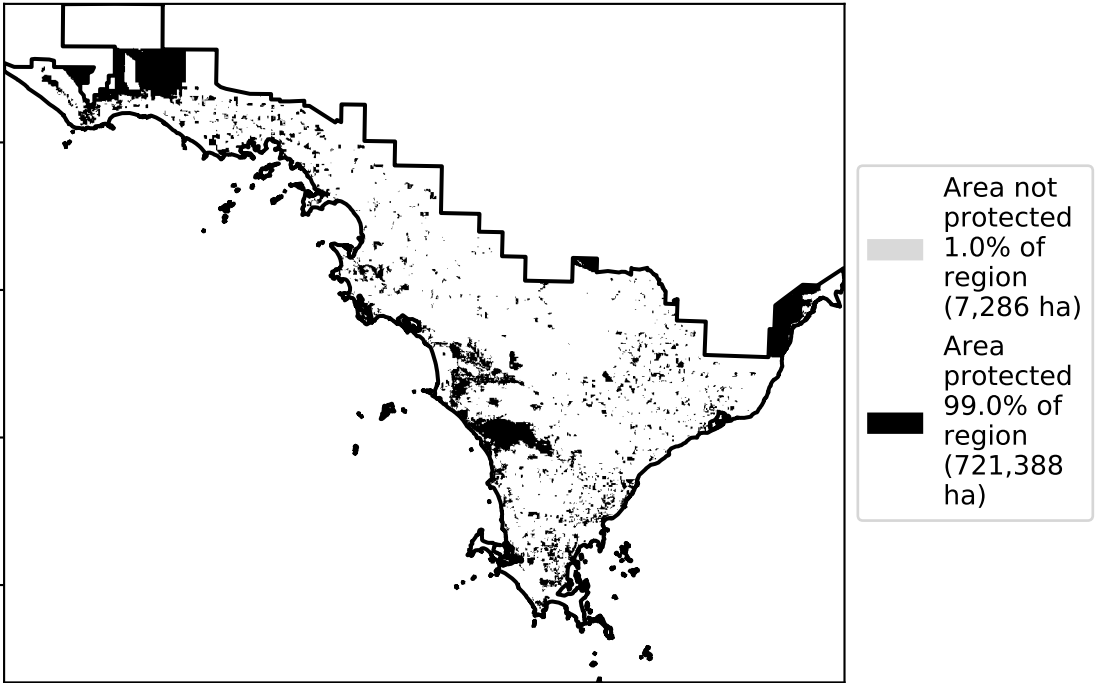 Area not
protected
1.0% of
region
(7,286 ha)
Area
protected
99.0% of
region
(721,388
ha)